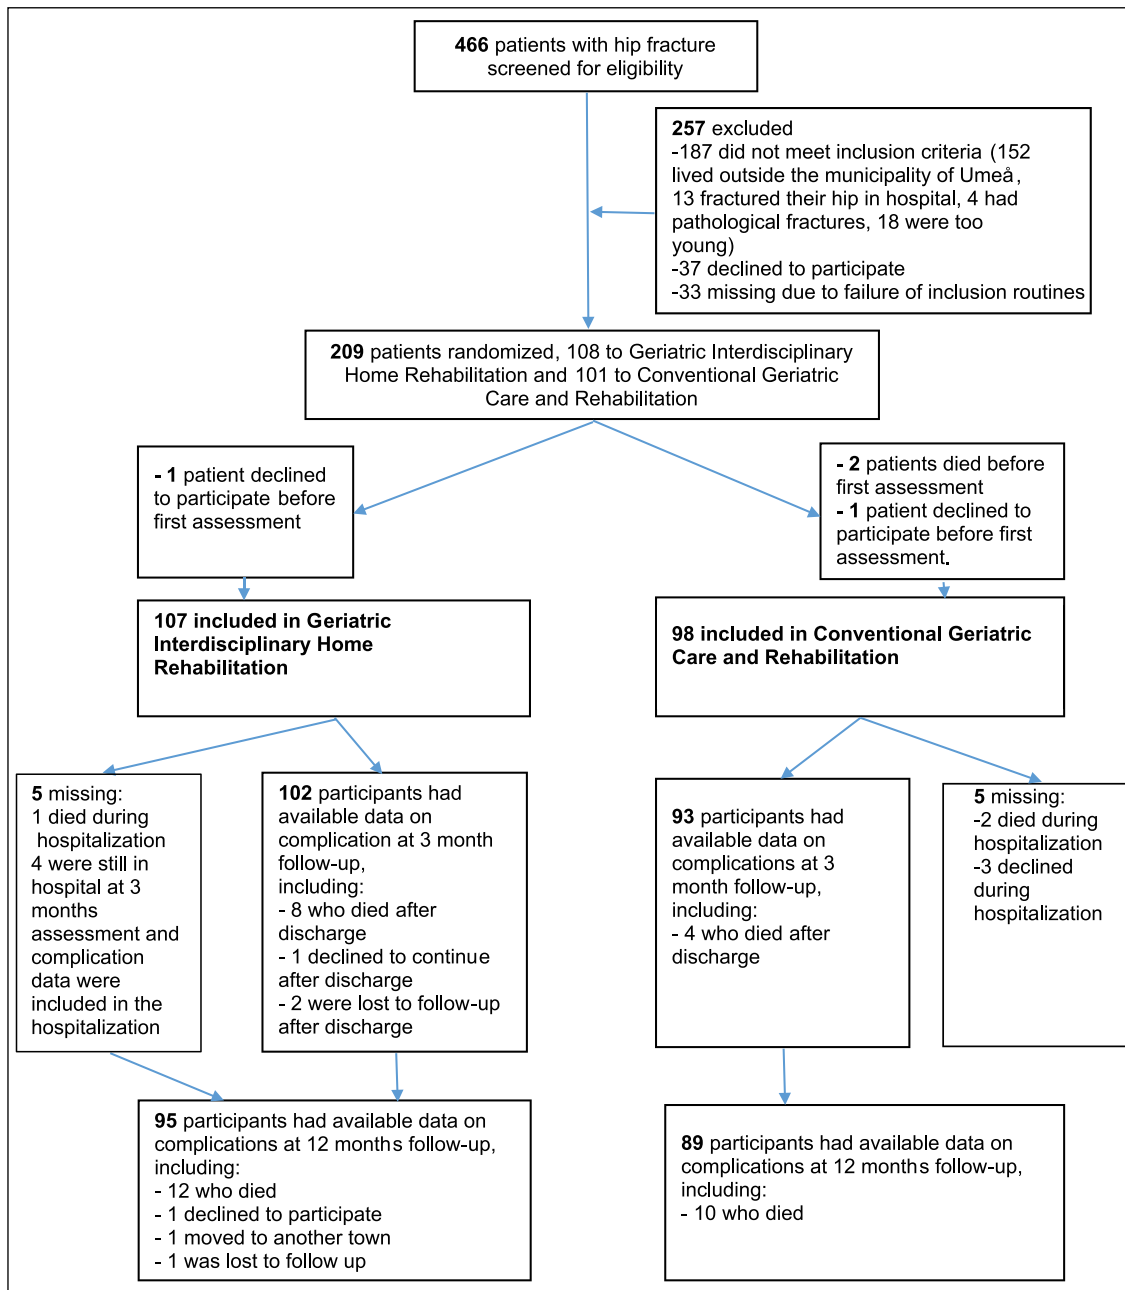 466 patients with hip fracture
screened for eligibility
257 excluded
-187 did not meet inclusion criteria (152
lived outside the municipality of Umeå,
13 fractured their hip in hospital, 4 had
pathological fractures, 18 were too
young)
-37 declined to participate
-33 missing due to failure of inclusion routines
209 patients randomized, 108 to Geriatric Interdisciplinary
Home Rehabilitation and 101 to Conventional Geriatric
Care and Rehabilitation
- 1 patient declined
to participate before
first assessment
- 2 patients died before
first assessment
- 1 patient declined to
participate before first
assessment.
107 included in Geriatric
Interdisciplinary Home
Rehabilitation
98 included in Conventional Geriatric
Care and Rehabilitation
5 missing:
1 died during
hospitalization
4 were still in
hospital at 3
months
assessment and
complication
data were
included in the
hospitalization
102 participants had
available data on
complication at 3 month
follow-up,
including:
- 8 who died after
discharge
- 1 declined to continue
after discharge
- 2 were lost to follow-up
after discharge
93 participants had
available data on
complications at 3
month follow-up,
including:
- 4 who died after
discharge
5 missing:
-2 died during
hospitalization
-3 declined
during
hospitalization
95 participants had available data on
complications at 12 months follow-up,
including:
- 12 who died
- 1 declined to participate
- 1 moved to another town
- 1 was lost to follow up
89 participants had available data on
complications at 12 months follow-up,
including:
- 10 who died